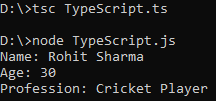 D:\>tsc TypeScript.ts
D:\>node TypeScript.js
Name: Rohit Sharma
Age: 30
Profession: Cricket Player